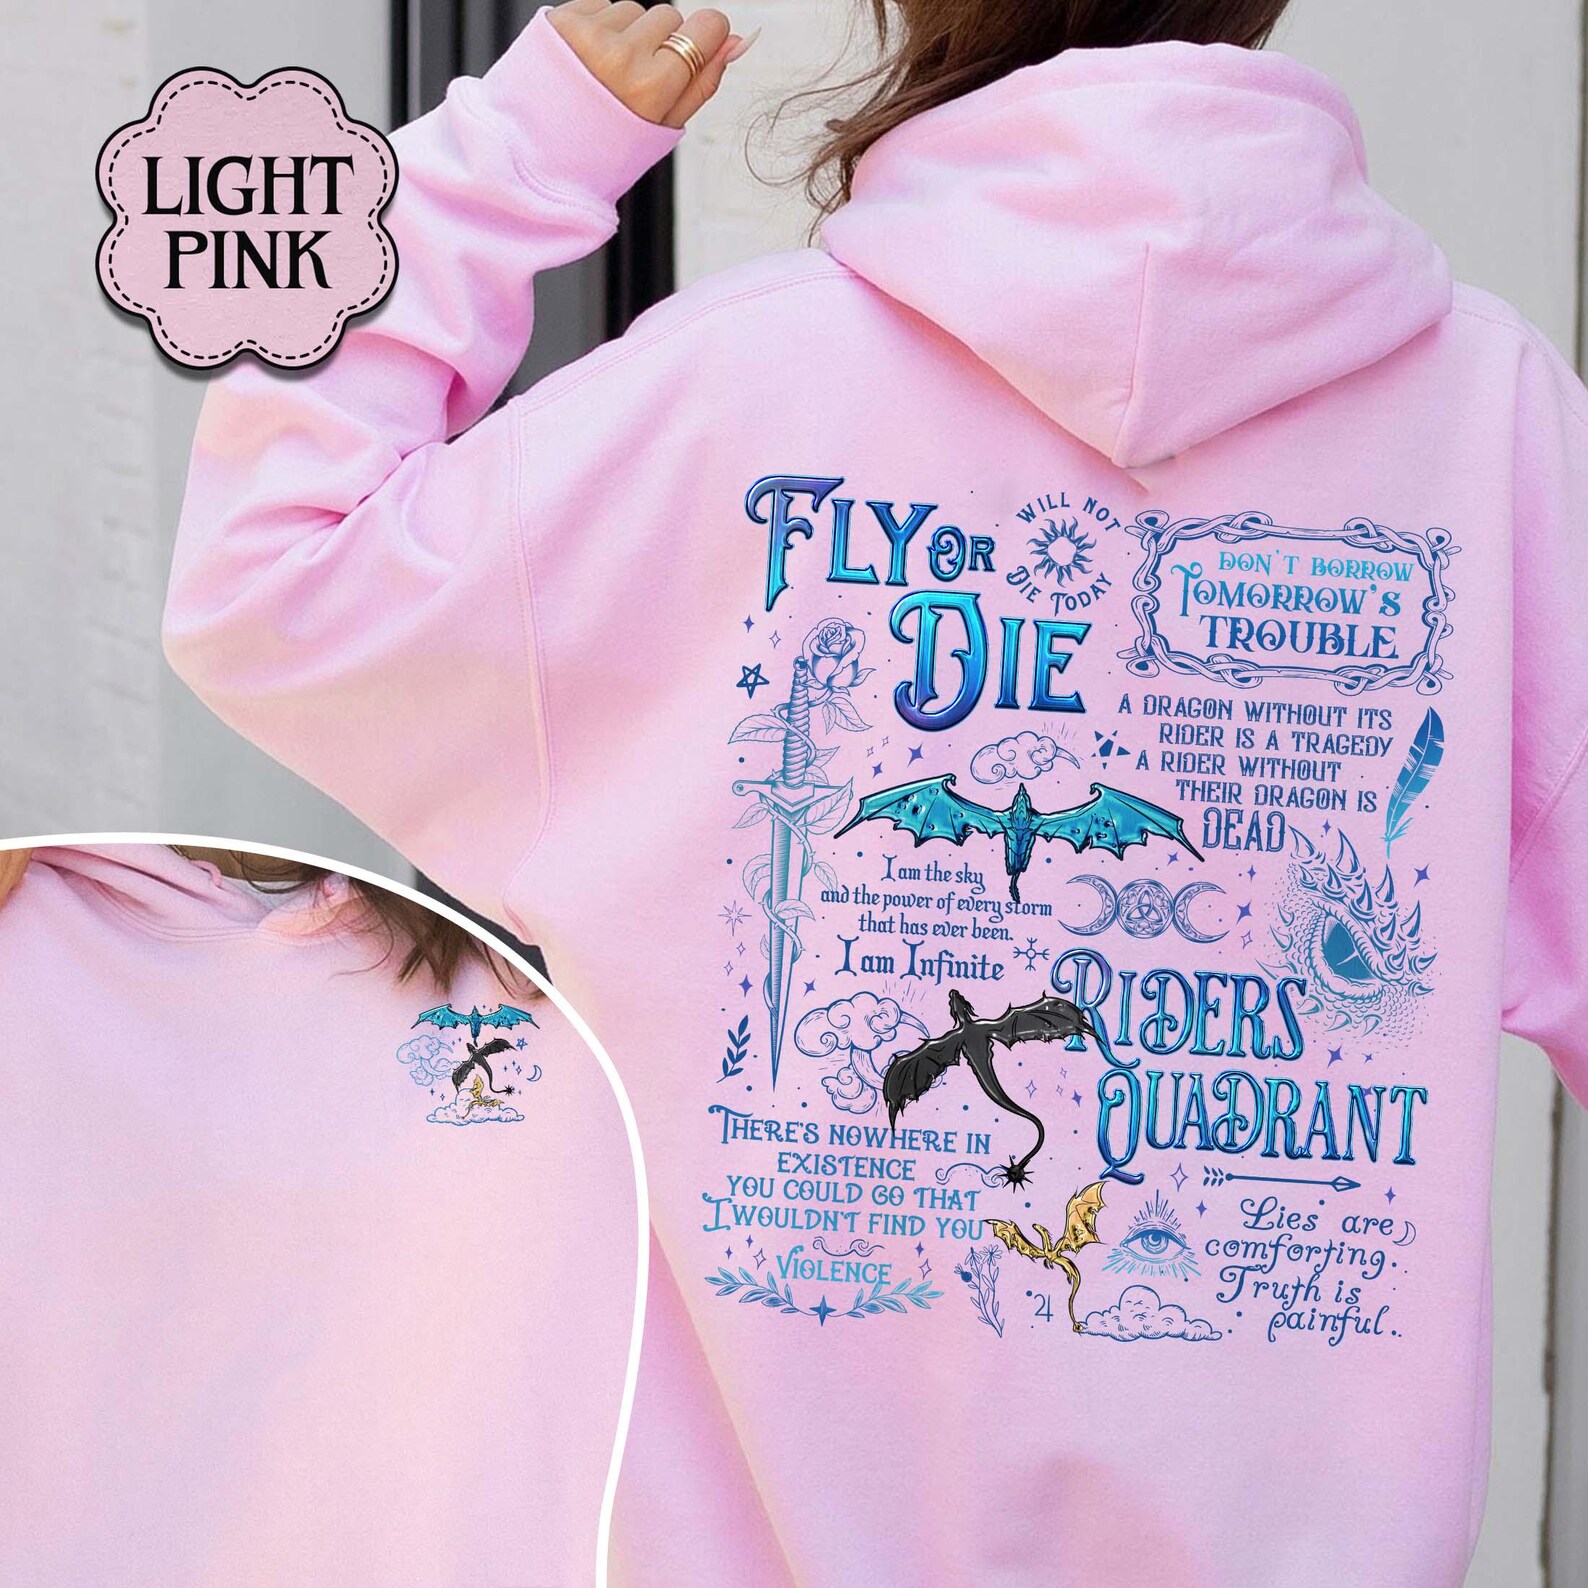 LIGHT
PINK
FLY OR
DIE
WILL NOT
DIE TODAY
DON'T BORROW
TOMORROW'S
TROUBLE
A DRAGON WITHOUT ITS
RIDER IS A TRAGEDY
A RIDER WITHOUT
THEIR DRAGON IS
DEAD
I am the sky
and the power of every storm
that has ever been.
I am Infinite
RIDERS
QUADRANT
THERE'S NOWHERE IN
EXISTENCE
YOU COULD GO THAT
I WOULDN'T FIND YOU
VIOLENCE
Lies are
comforting.
Truth is
painful..